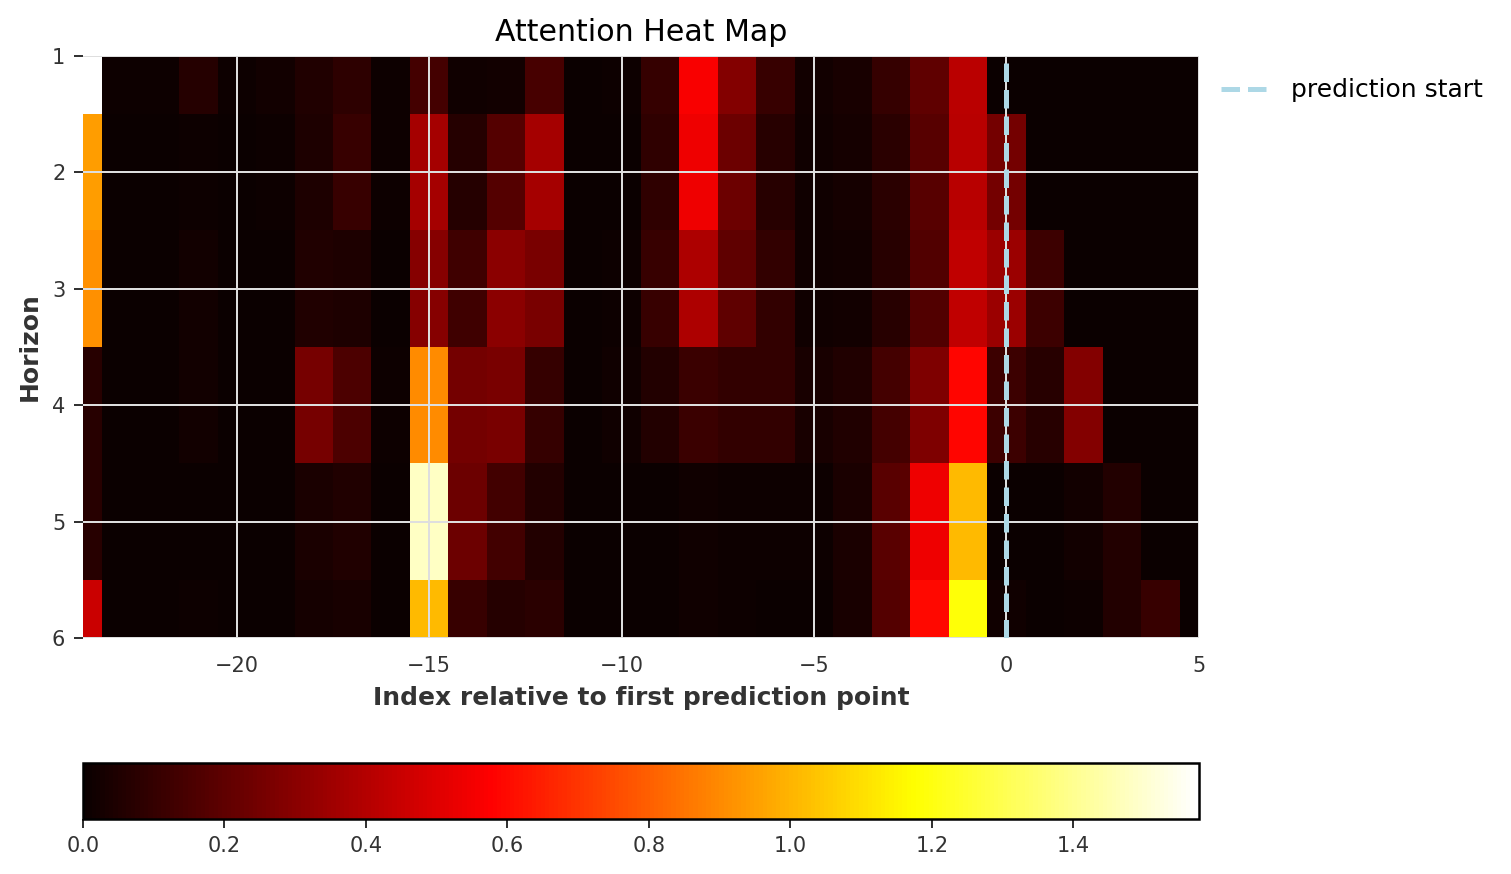 Attention Heat Map
prediction start
Horizon
1
2
3
4
5
6
−20 −15 −10 −5 0 5
Index relative to first prediction point
0.0 0.2 0.4 0.6 0.8 1.0 1.2 1.4